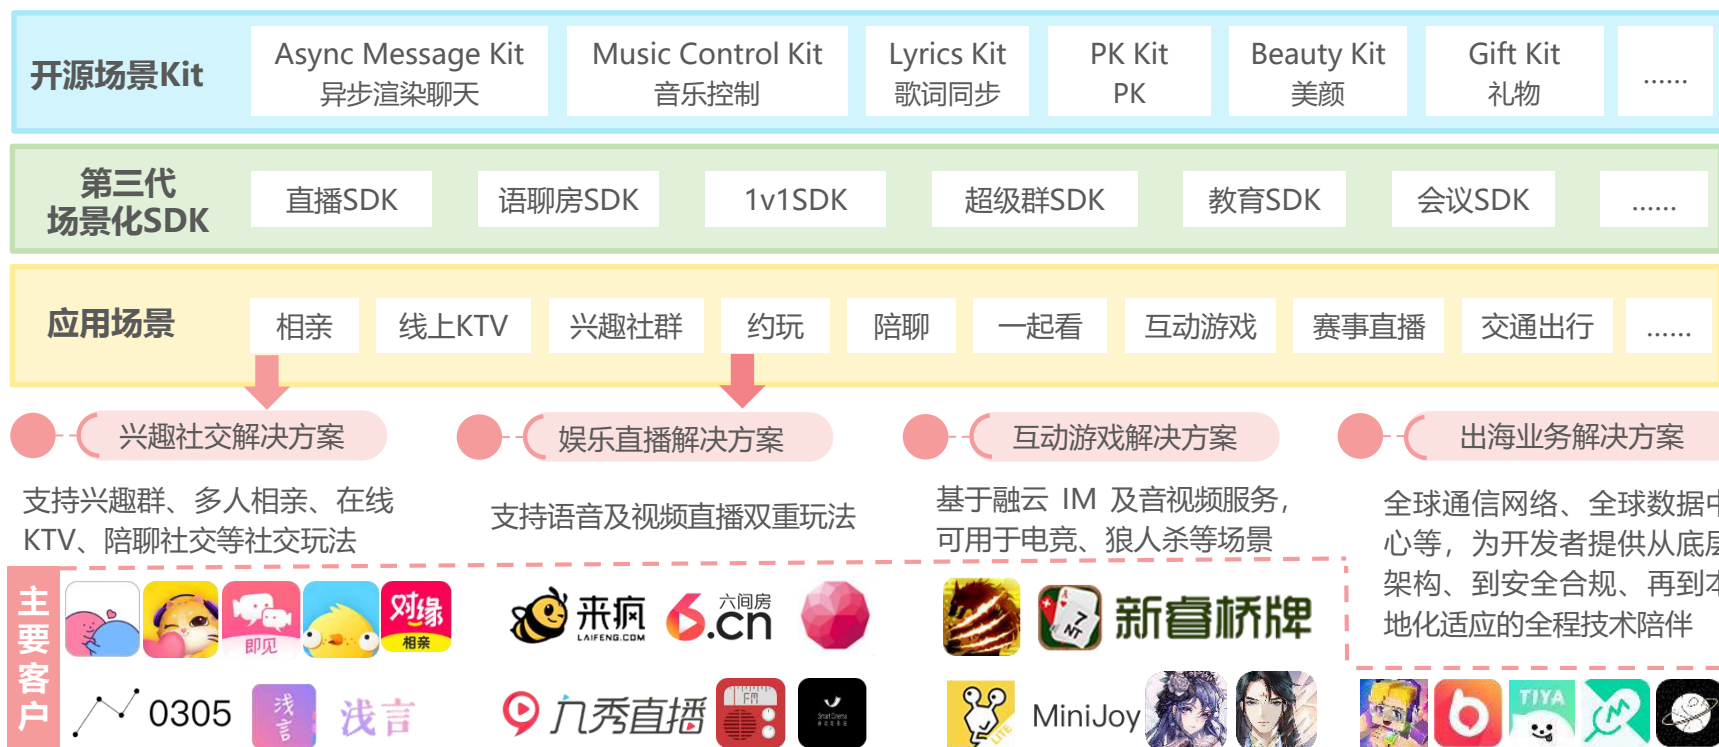 开源场景Kit
Async Message Kit
异步渲染聊天
Music Control Kit
音乐控制
Lyrics Kit
歌词同步
PK Kit
PK
Beauty Kit
美颜
Gift Kit
礼物
......
第三代
场景化SDK
直播SDK
语聊房SDK
1v1SDK
超级群SDK
教育SDK
会议SDK
......
应用场景
相亲
线上KTV
兴趣社群
约玩
陪聊
一起看
互动游戏
赛事直播
交通出行
......
兴趣社交解决方案
娱乐直播解决方案
互动游戏解决方案
出海业务解决方案
支持兴趣群、多人相亲、在线
KTV、陪聊社交等社交玩法
支持语音及视频直播双重玩法
基于融云 IM 及音视频服务,
可用于电竞、狼人杀等场景
全球通信网络、全球数据中
心等，为开发者提供从底层
架构、到安全合规、再到本
地化适应的全程技术陪伴
主要客户
即见
对缘
相亲
来疯
LAIFENG.COM
六间房
6.cn
7
NT
新睿桥牌
0305
浅言
浅言
九秀直播
FM
Smart Cinema
LITE
MiniJoy
TIYA